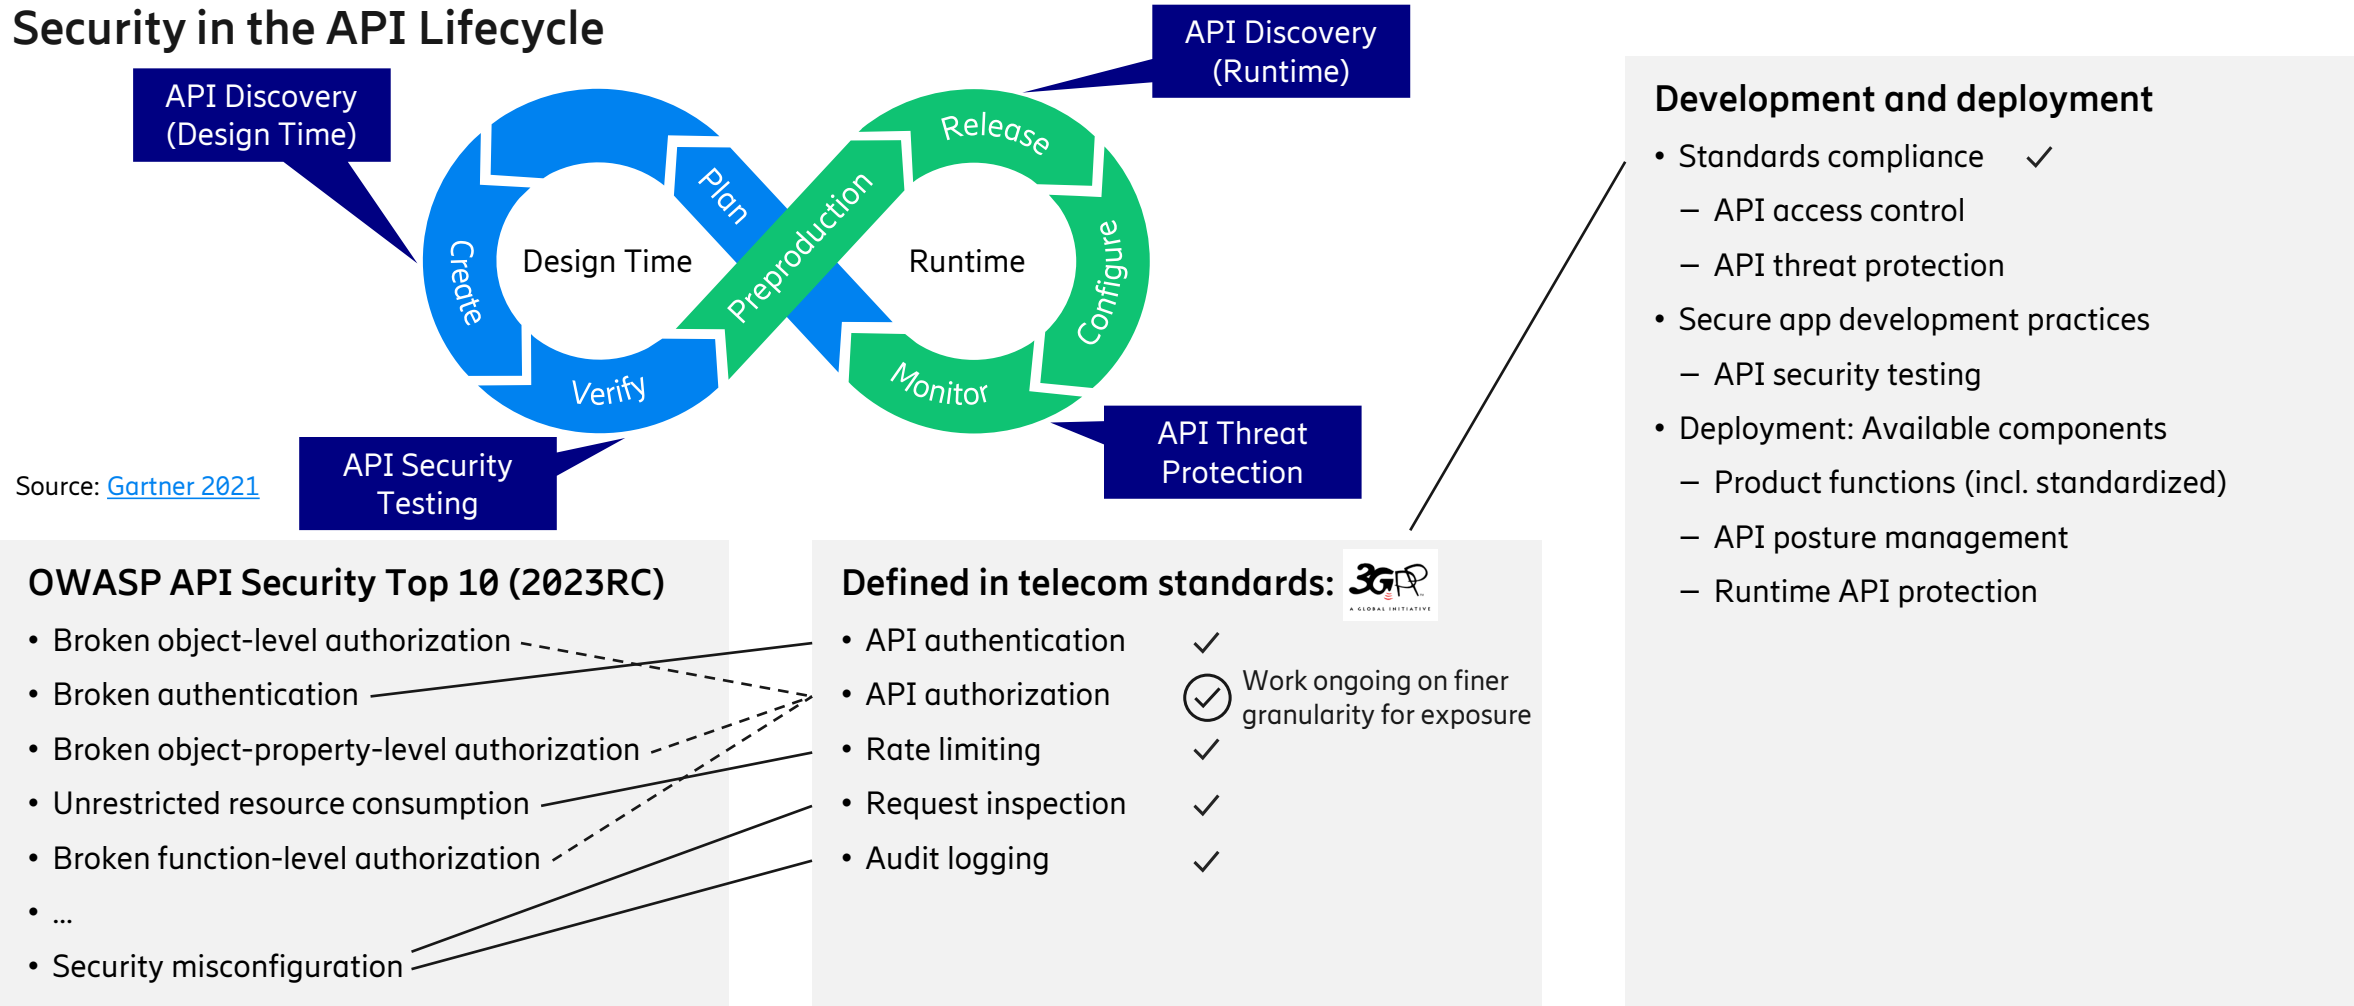 Security in the API Lifecycle
API Discovery
(Design Time)
API Discovery
(Runtime)
Plan
Create
Verify
Design Time
Preproduction
Release
Configure
Monitor
Runtime
API Security
Testing
API Threat
Protection
Source: Gartner 2021
OWASP API Security Top 10 (2023RC)
• Broken object-level authorization
• Broken authentication
• Broken object-property-level authorization
• Unrestricted resource consumption
• Broken function-level authorization
• ...
• Security misconfiguration
Defined in telecom standards:
3GPP
A GLOBAL INITIATIVE
• API authentication ✓
• API authorization ✓
Work ongoing on finer
granularity for exposure
• Rate limiting ✓
• Request inspection ✓
• Audit logging ✓
Development and deployment
• Standards compliance ✓
– API access control
– API threat protection
• Secure app development practices
– API security testing
• Deployment: Available components
– Product functions (incl. standardized)
– API posture management
– Runtime API protection